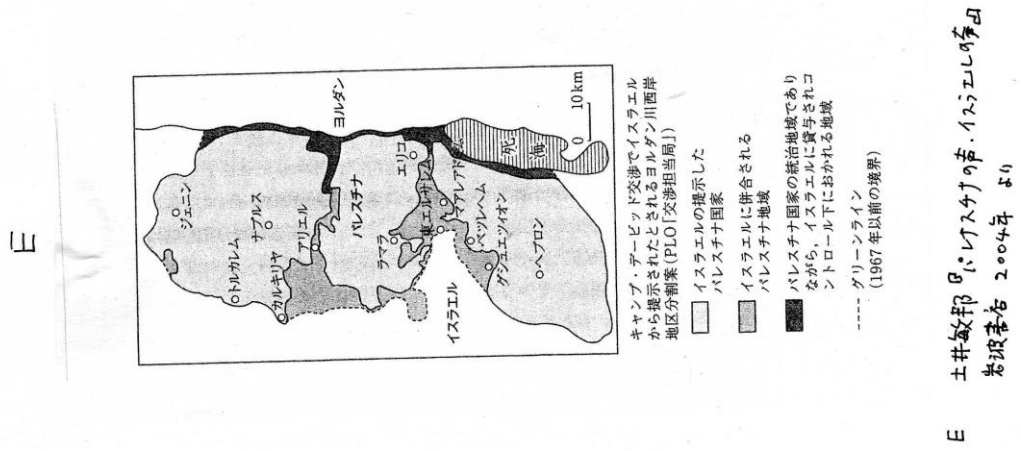 E
ジェニン
トルカレム
ナブルス
カルキリヤ
アリエル
ヨルダン
パレスチナ
ラマラ
エリコ
東エルサレム
マアレアドミム
イスラエル
ベツレヘム
グシュエツィオン
ヘブロン
死海
0 10km
キャンプ・デービッド交渉でイスラエル
から提示されたとされるヨルダン川西岸
地区分割案(PLO「交渉担当局」)
イスラエルの提示した
パレスチナ国家
イスラエルに併合される
パレスチナ地域
パレスチナ国家の統治地域であり
ながら,イスラエルに貸与されコ
ントロール下におかれる地域
グリーンライン
(1967年以前の境界)
E 土井敏邦『パレスチナの声・イスラエルの声』
岩波書店 2004年 より